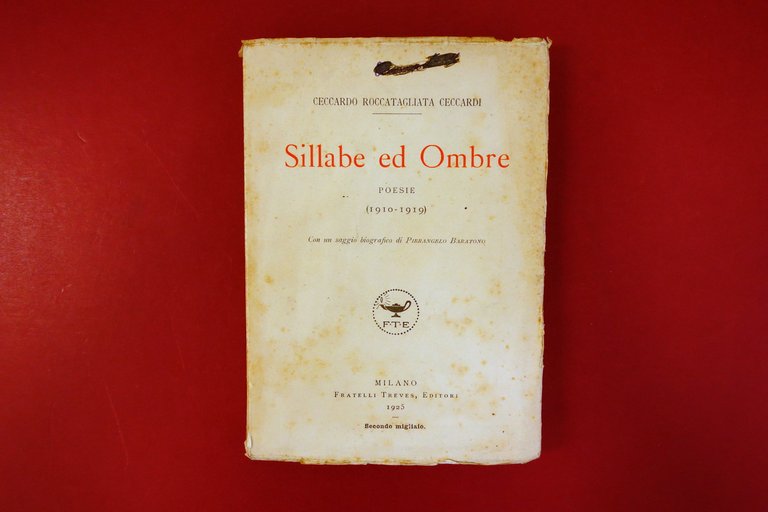 CECCARDO ROCCATAGLIATA CECCARDI
Sillabe ed Ombre
POESIE
(1910-1919)
Con un saggio biografico di PIERANGELO BARATONO
F·T·E
MILANO
FRATELLI TREVES, EDITORI
1925
Secondo migliaio.